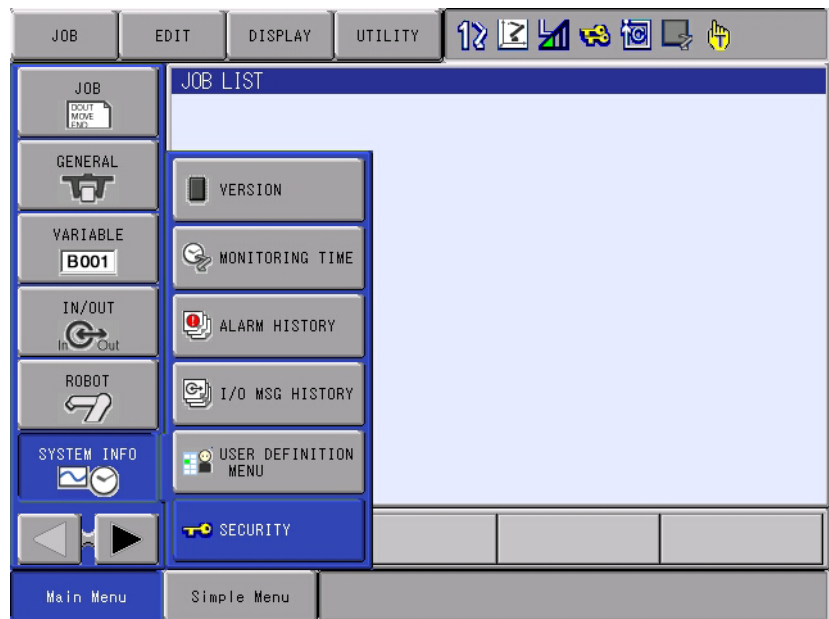 JOB
EDIT
DISPLAY
UTILITY
JOB
DOUT
MOVE
END
JOB LIST
GENERAL
VARIABLE
B001
IN/OUT
In Out
ROBOT
SYSTEM INFO
VERSION
MONITORING TIME
ALARM HISTORY
I/O MSG HISTORY
USER DEFINITION
MENU
SECURITY
Main Menu
Simple Menu